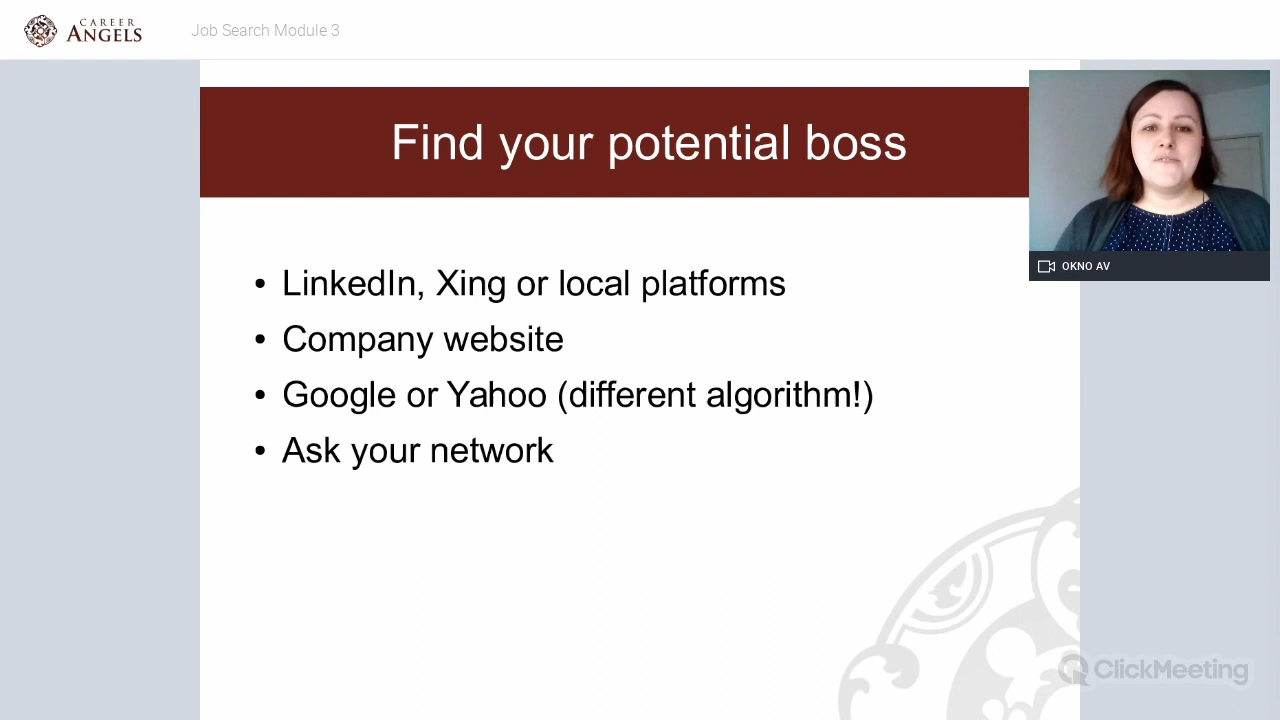 CAREER
ANGELS
Job Search Module 3
Find your potential boss
OKNO AV
• LinkedIn, Xing or local platforms
• Company website
• Google or Yahoo (different algorithm!)
• Ask your network
ClickMeeting